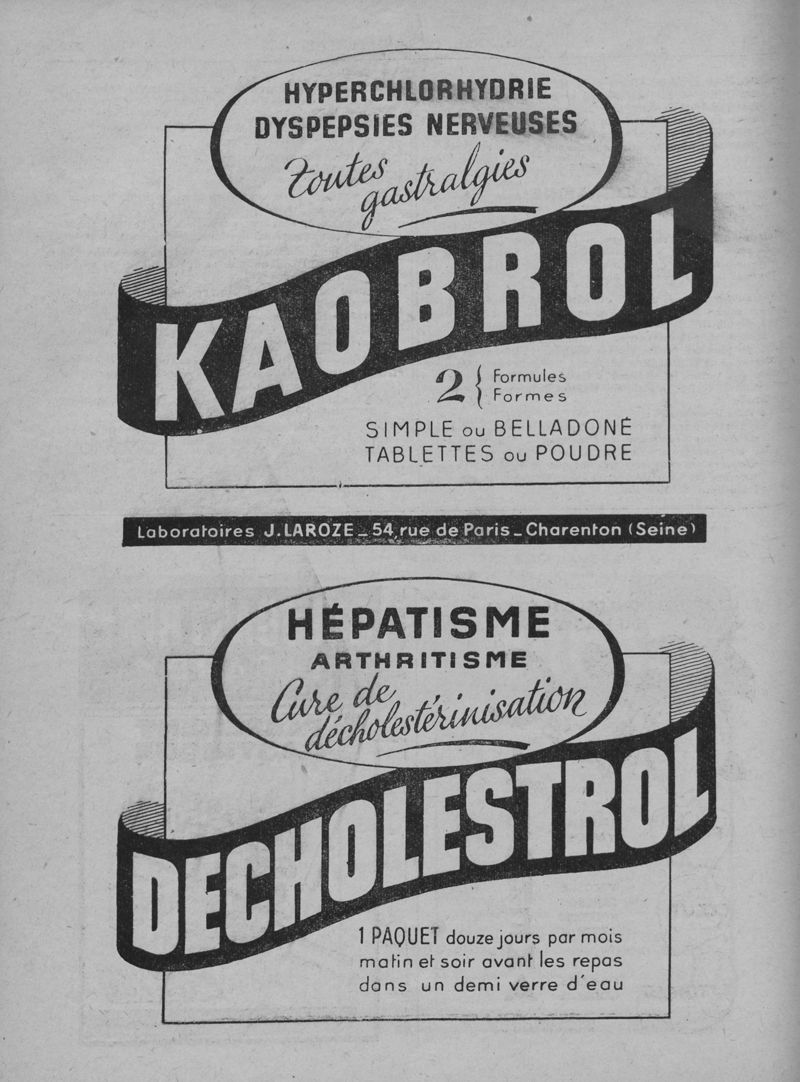 HYPERCHLORHYDRIE
DYSPEPSIES NERVEUSES
Toutes
gastralgies
KAOBROL
2 { Formules
Formes
SIMPLE ou BELLADONÉ
TABLETTES ou POUDRE
Laboratoires J. LAROZE _ 54, rue de Paris _ Charenton (Seine)
HÉPATISME
ARTHRITISME
Cure de
décholestérinisation
DECHOLESTROL
1 PAQUET douze jours par mois
matin et soir avant les repas
dans un demi verre d'eau